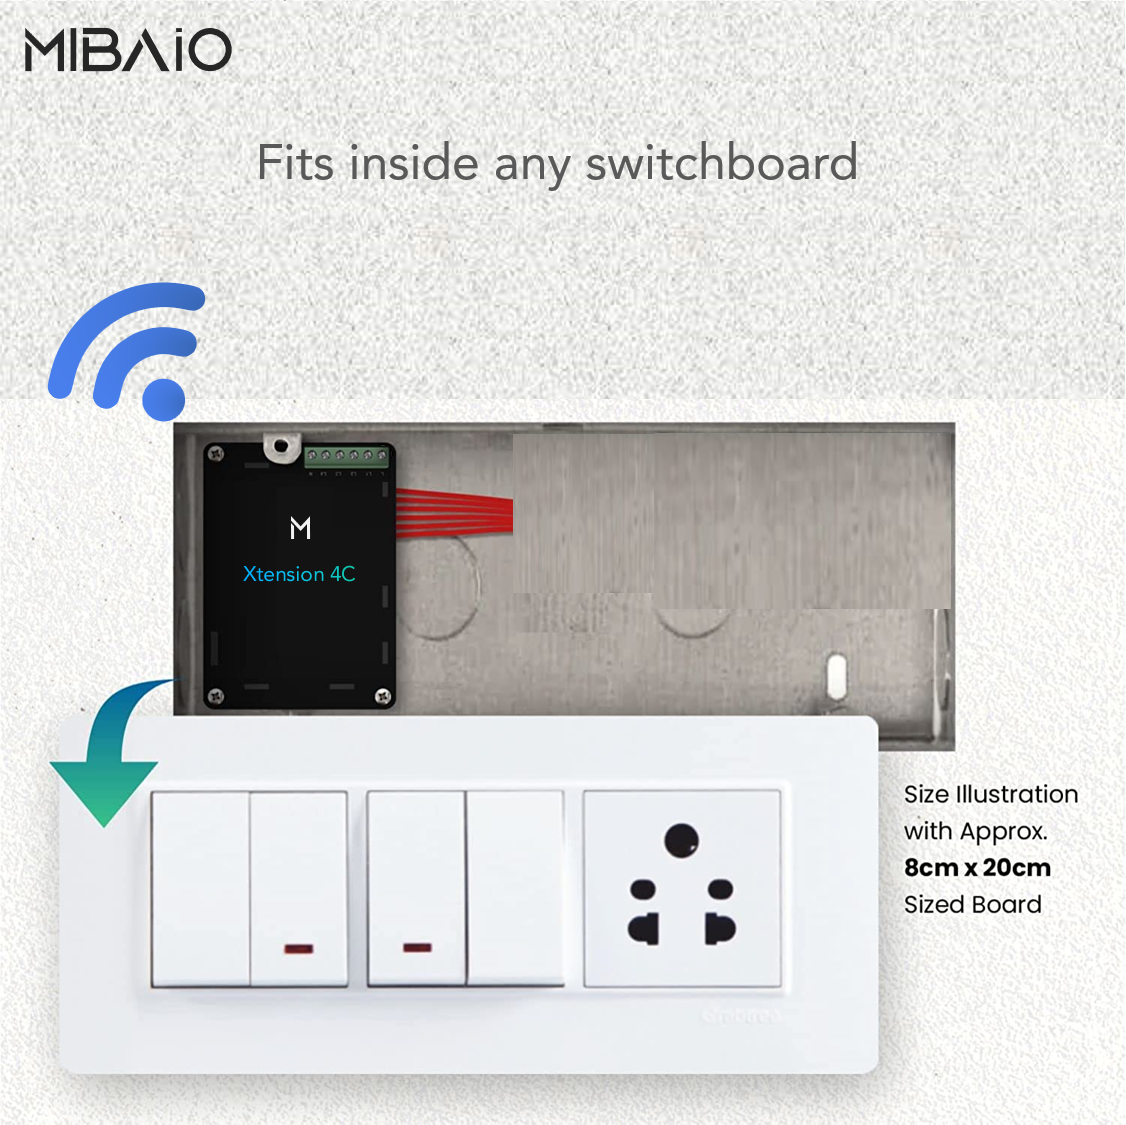 MIBAiO
Fits inside any switchboard
M
Xtension 4C
Size Illustration
with Approx.
8cm x 20cm
Sized Board